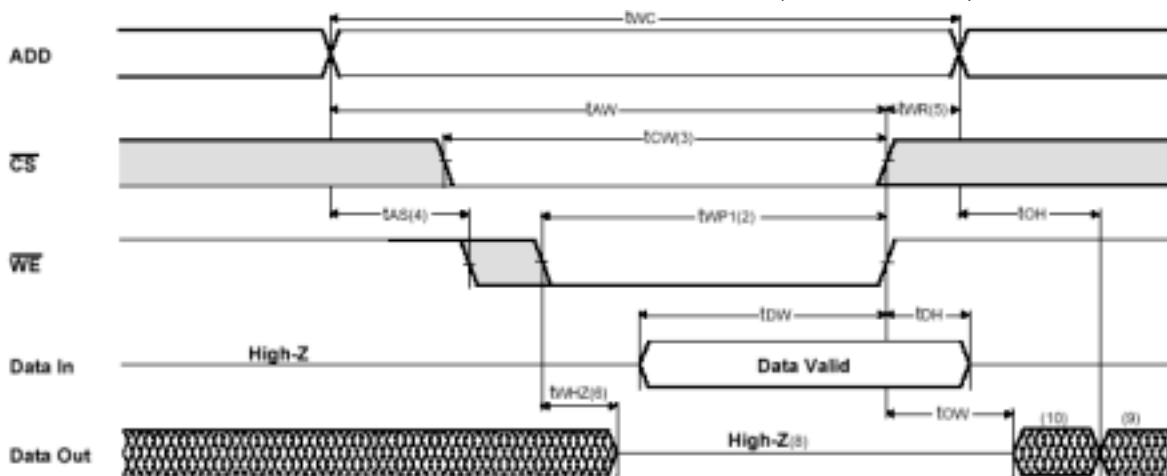 tWC
ADD
tAW
tWR(5)
tCW(3)
CS
tAS(4)
tWP1(2)
tOH
WE
tDW
tDH
High-Z
Data In
Data Valid
tWHZ(6)
tOW
(10)
(9)
High-Z(8)
Data Out